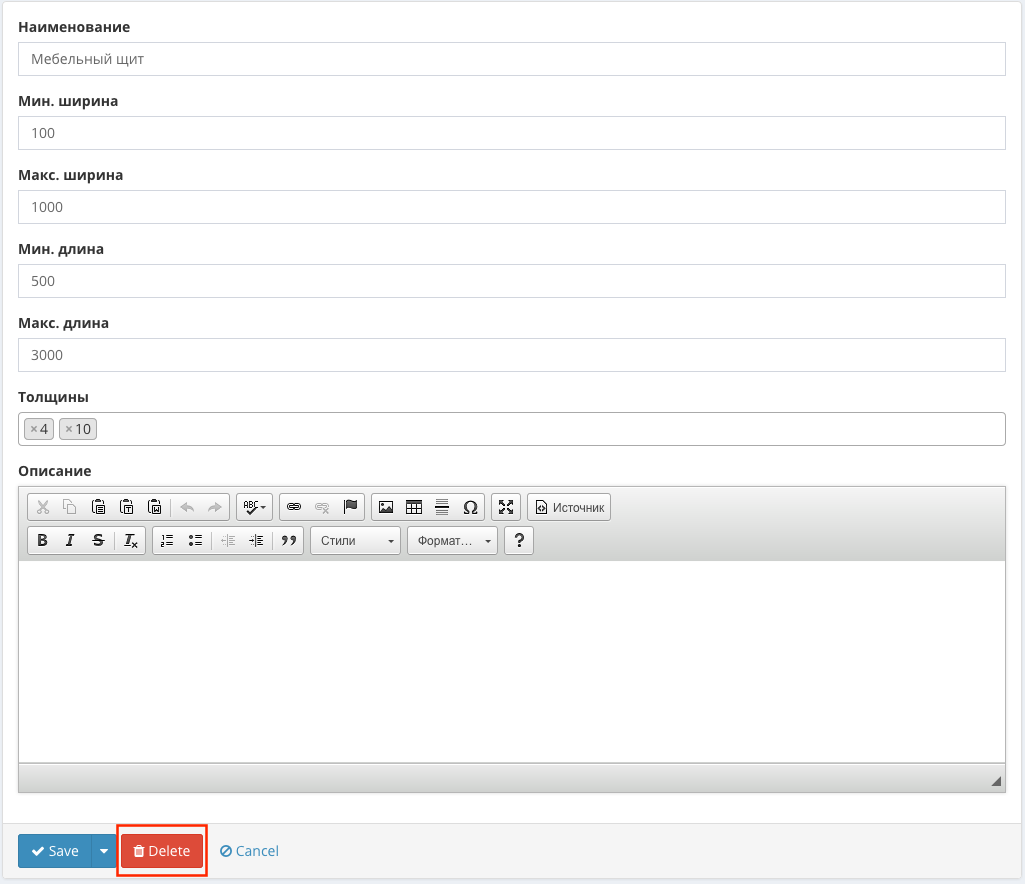 Наименование
Мебельный щит
Мин. ширина
100
Макс. ширина
1000
Мин. длина
500
Макс. длина
3000
Толщины
×4 ×10
Описание
ABC Ω Источник
B I S Tx Стили Формат... ?
Save Delete Cancel